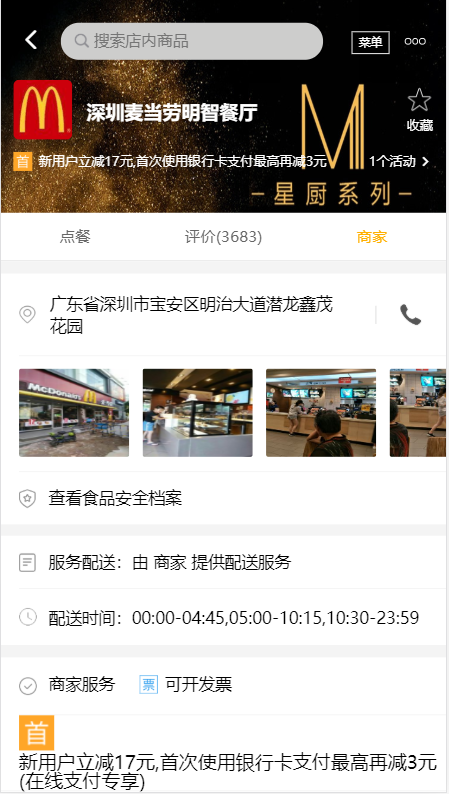 搜索店内商品
菜单
深圳麦当劳明智餐厅
收藏
首 新用户立减17元,首次使用银行卡支付最高再减3元 1个活动
M
星厨系列
点餐 评价(3683) 商家
广东省深圳市宝安区明治大道潜龙鑫茂
花园
McDonald's
查看食品安全档案
服务配送：由 商家 提供配送服务
配送时间：00:00-04:45,05:00-10:15,10:30-23:59
商家服务 票 可开发票
首
新用户立减17元,首次使用银行卡支付最高再减3元
(在线支付专享)